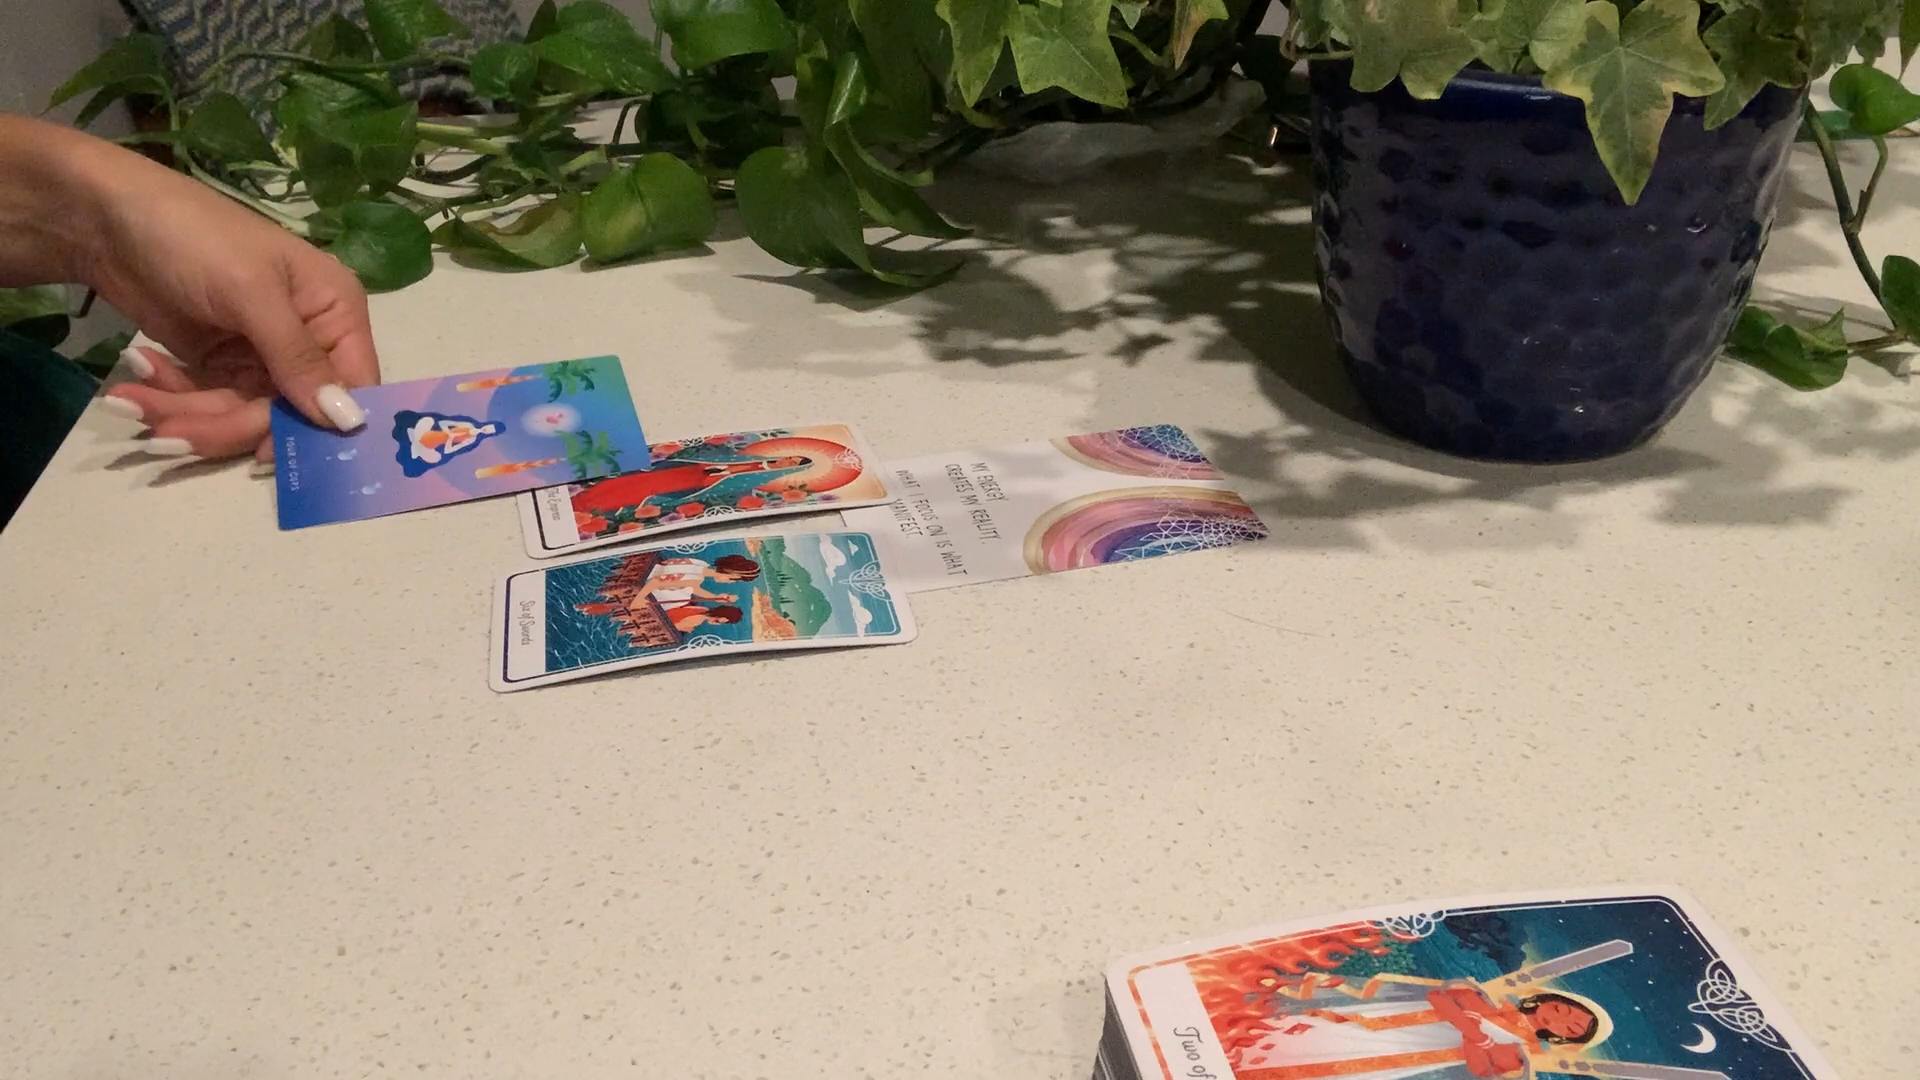 FOUR OF CUPS
The Empress
MY ENERGY
CREATES MY REALITY.
WHAT I FOCUS ON IS WHAT
MANIFEST.
Six of Swords
Two of